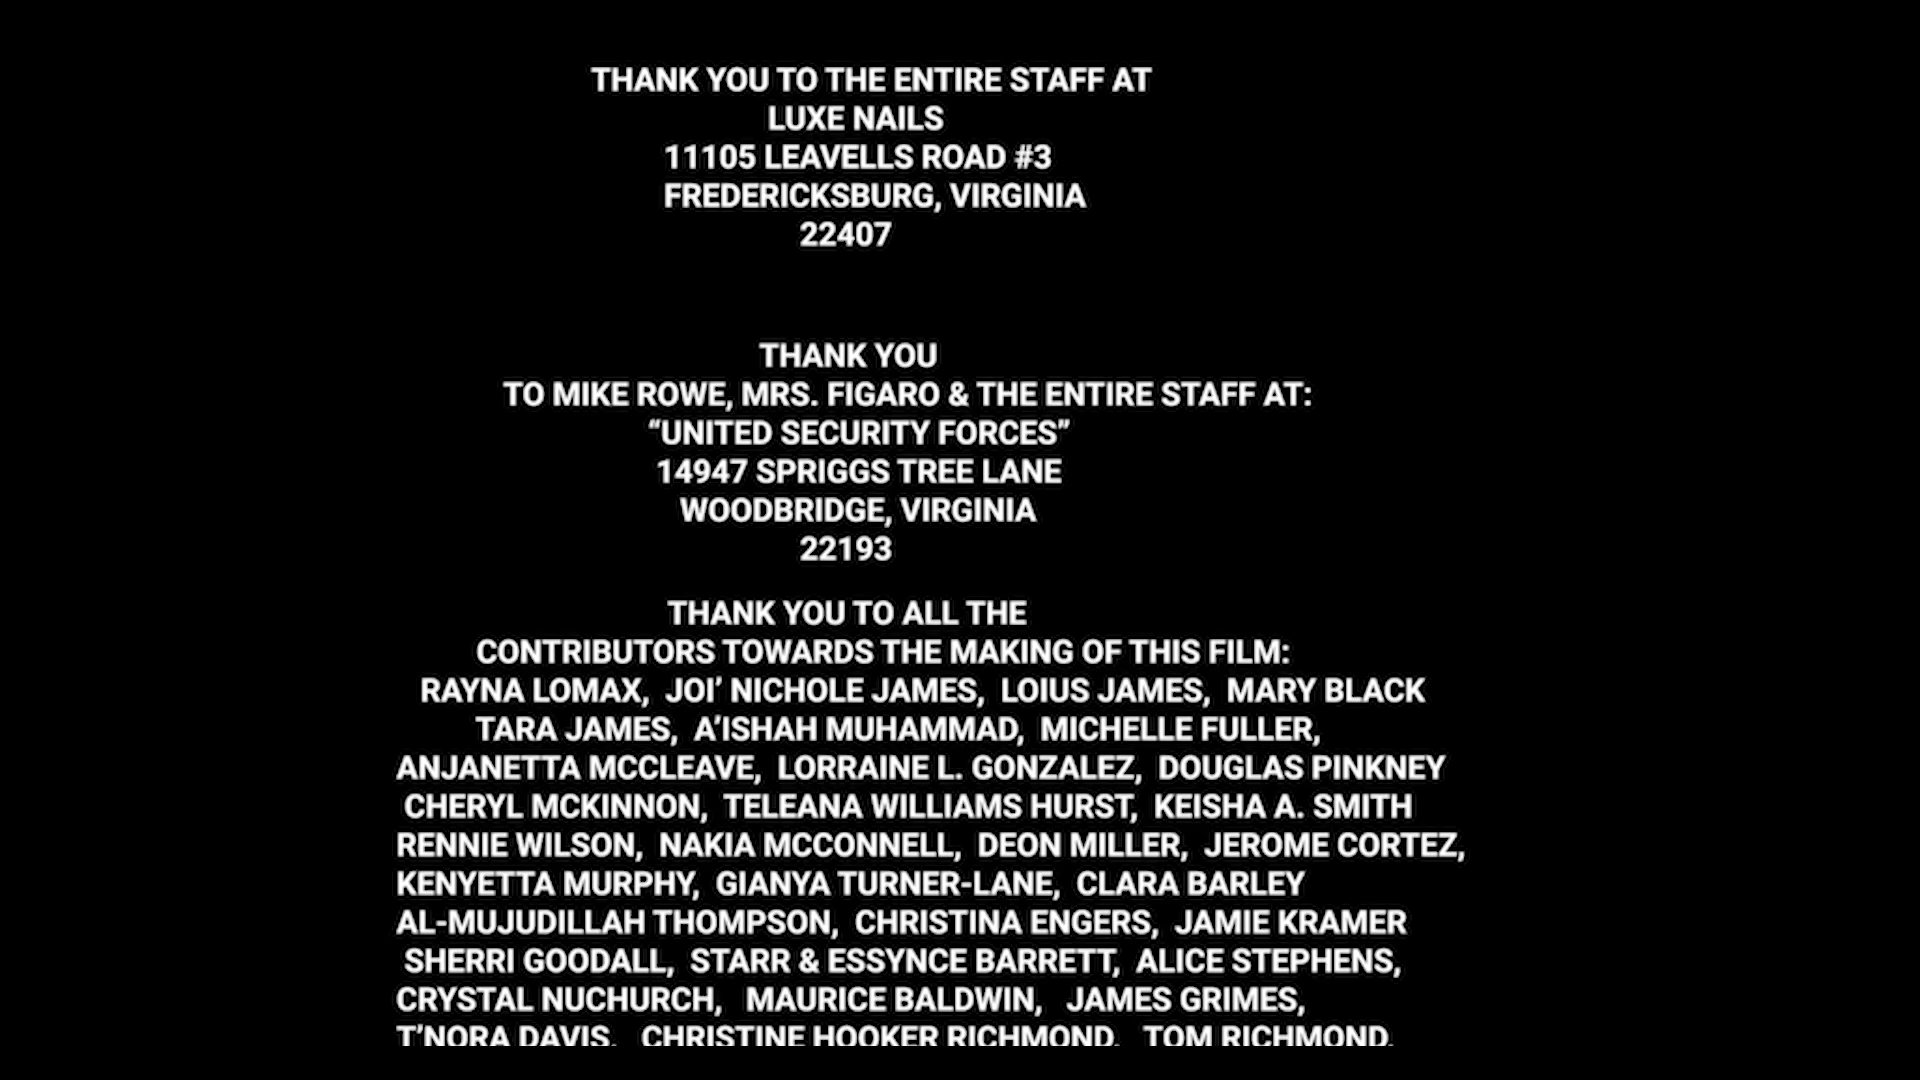 THANK YOU TO THE ENTIRE STAFF AT
LUXE NAILS
11105 LEAVELLS ROAD #3
FREDERICKSBURG, VIRGINIA
22407
THANK YOU
TO MIKE ROWE, MRS. FIGARO & THE ENTIRE STAFF AT:
“UNITED SECURITY FORCES”
14947 SPRIGGS TREE LANE
WOODBRIDGE, VIRGINIA
22193
THANK YOU TO ALL THE
CONTRIBUTORS TOWARDS THE MAKING OF THIS FILM:
RAYNA LOMAX, JOI’ NICHOLE JAMES, LOIUS JAMES, MARY BLACK
TARA JAMES, A’ISHAH MUHAMMAD, MICHELLE FULLER,
ANJANETTA MCCLEAVE, LORRAINE L. GONZALEZ, DOUGLAS PINKNEY
CHERYL MCKINNON, TELEANA WILLIAMS HURST, KEISHA A. SMITH
RENNIE WILSON, NAKIA MCCONNELL, DEON MILLER, JEROME CORTEZ,
KENYETTA MURPHY, GIANYA TURNER-LANE, CLARA BARLEY
AL-MUJUDILLAH THOMPSON, CHRISTINA ENGERS, JAMIE KRAMER
SHERRI GOODALL, STARR & ESSYNCE BARRETT, ALICE STEPHENS,
CRYSTAL NUCHURCH, MAURICE BALDWIN, JAMES GRIMES,
T’NORA DAVIS, CHRISTINE HOOKER RICHMOND, TOM RICHMOND,